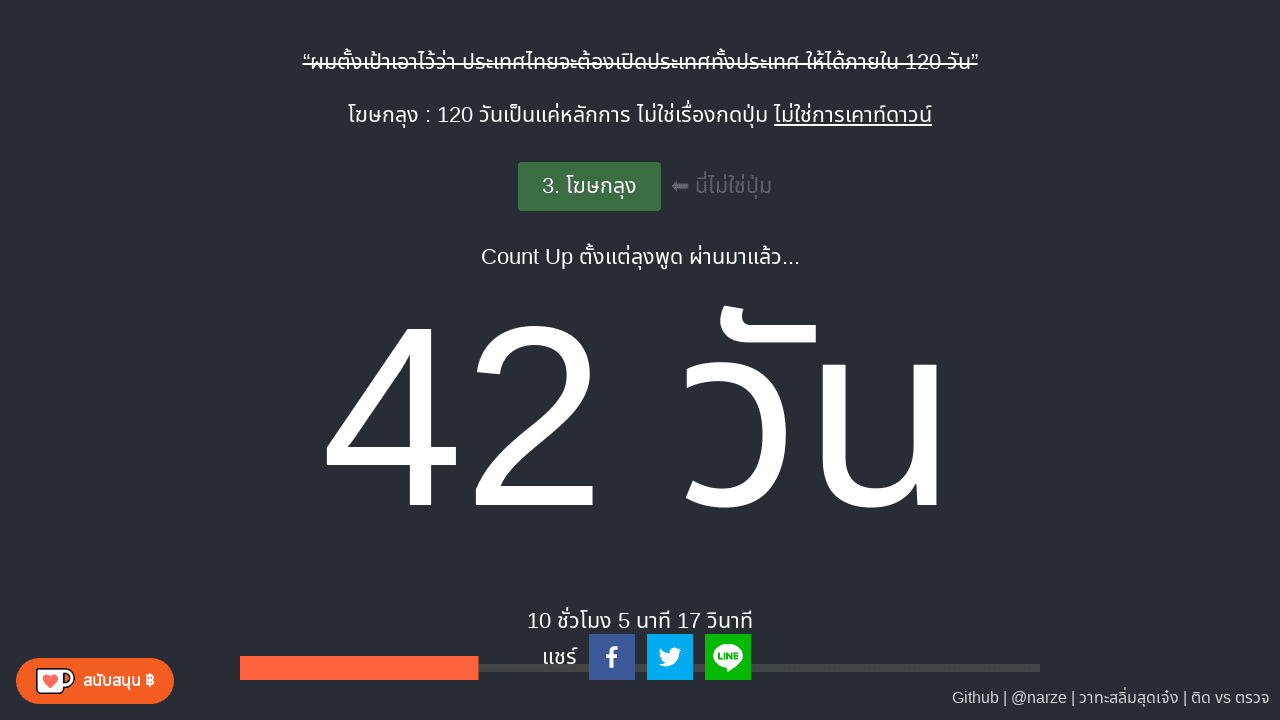 “ผมตั้งเป้าเอาไว้ว่า ประเทศไทยจะต้องเปิดประเทศทั้งประเทศ ให้ได้ภายใน 120 วัน”
โฆษกลุง : 120 วันเป็นแค่หลักการ ไม่ใช่เรื่องกดปุ่ม ไม่ใช่การเคาท์ดาวน์
3. โฆษกลุง ⬅ นี่ไม่ใช่ปุ่ม
Count Up ตั้งแต่ลุงพูด ผ่านมาแล้ว...
42 วัน
10 ชั่วโมง 5 นาที 17 วินาที
แชร์
LINE
สนับสนุน ฿
Github | @narze | วาทะสลิ่มสุดเจ๋ง | ติด vs ตรวจ